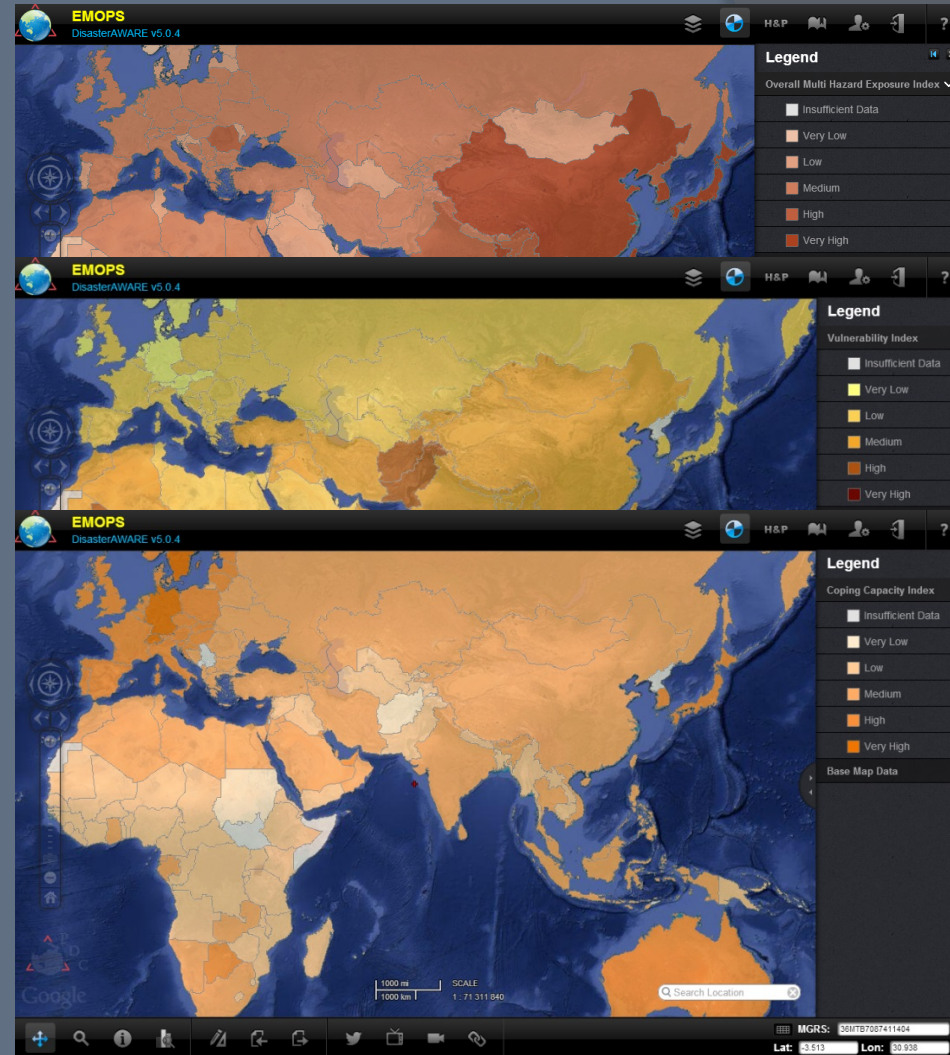 EMOPS
DisasterAWARE v5.0.4
H&P
?
Legend
Overall Multi Hazard Exposure Index
Insufficient Data
Very Low
Low
Medium
High
Very High
EMOPS
DisasterAWARE v5.0.4
H&P
?
Legend
Vulnerability Index
Insufficient Data
Very Low
Low
Medium
High
Very High
EMOPS
DisasterAWARE v5.0.4
H&P
?
Legend
Coping Capacity Index
Insufficient Data
Very Low
Low
Medium
High
Very High
Base Map Data
P
D
C
Google
1000 mi
1000 km
SCALE
1 : 71 311 840
Search Location
MGRS: 36MTB7087411404
Lat: -3.513 Lon: 30.938